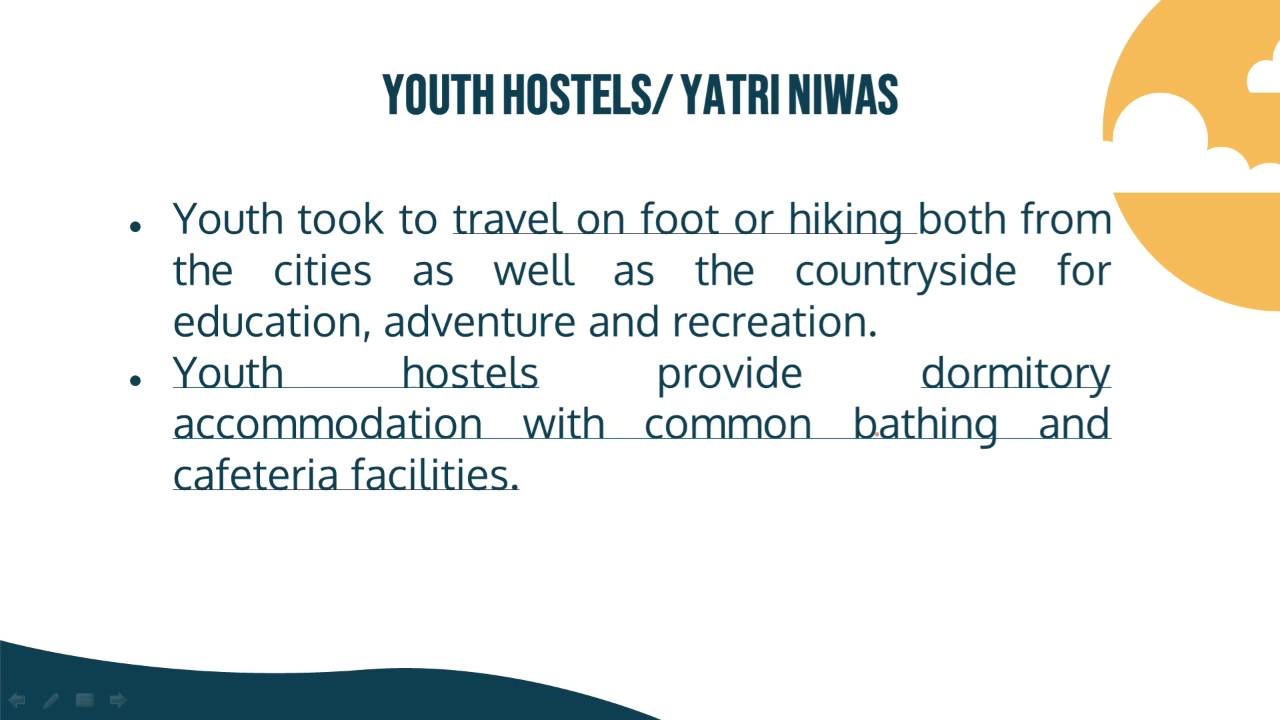 YOUTH HOSTELS/ YATRI NIWAS
• Youth took to travel on foot or hiking both from
the cities as well as the countryside for
education, adventure and recreation.
• Youth hostels provide dormitory
accommodation with common bathing and
cafeteria facilities.